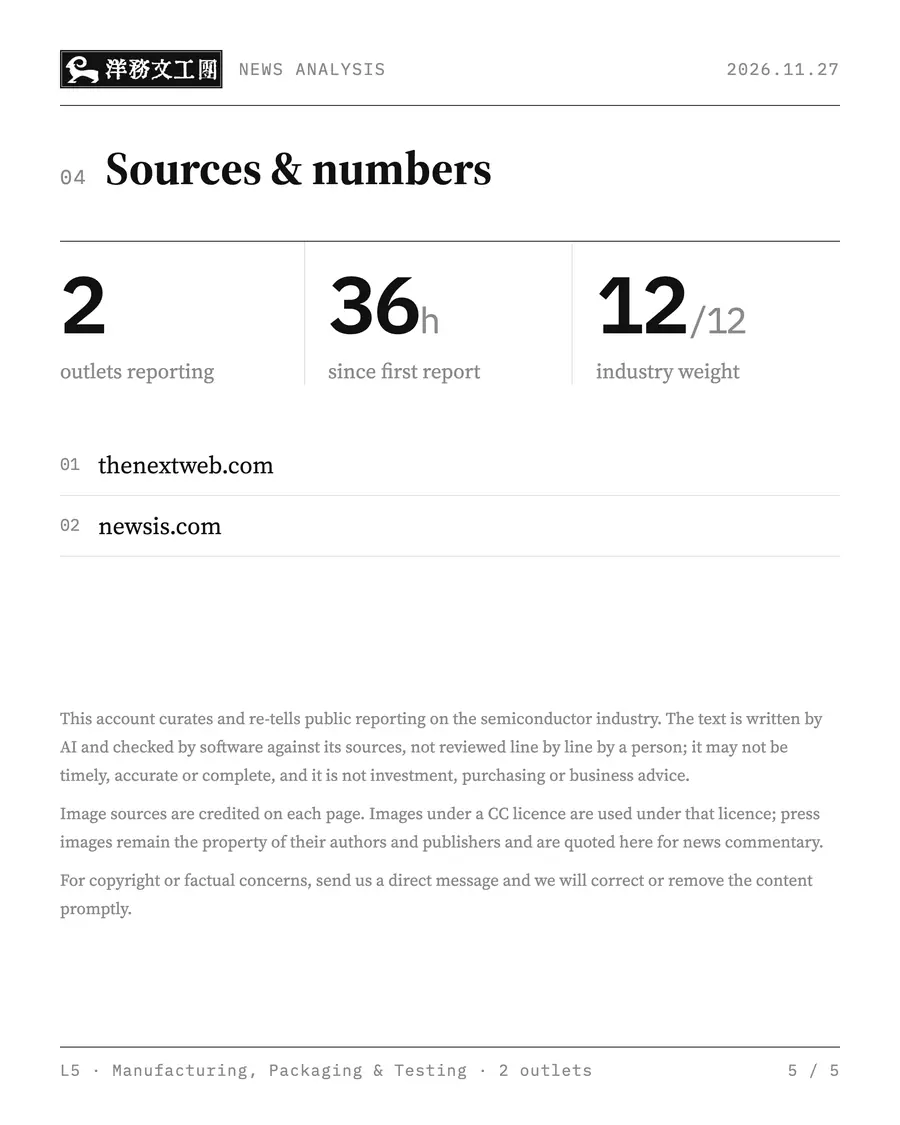 洋務文工團 NEWS ANALYSIS 2026.11.27
04 Sources & numbers
2
outlets reporting
36h
since first report
12/12
industry weight
01 thenextweb.com
02 newsis.com
This account curates and re-tells public reporting on the semiconductor industry. The text is written by
AI and checked by software against its sources, not reviewed line by line by a person; it may not be
timely, accurate or complete, and it is not investment, purchasing or business advice.
Image sources are credited on each page. Images under a CC licence are used under that licence; press
images remain the property of their authors and publishers and are quoted here for news commentary.
For copyright or factual concerns, send us a direct message and we will correct or remove the content
promptly.
L5 · Manufacturing, Packaging & Testing · 2 outlets 5 / 5